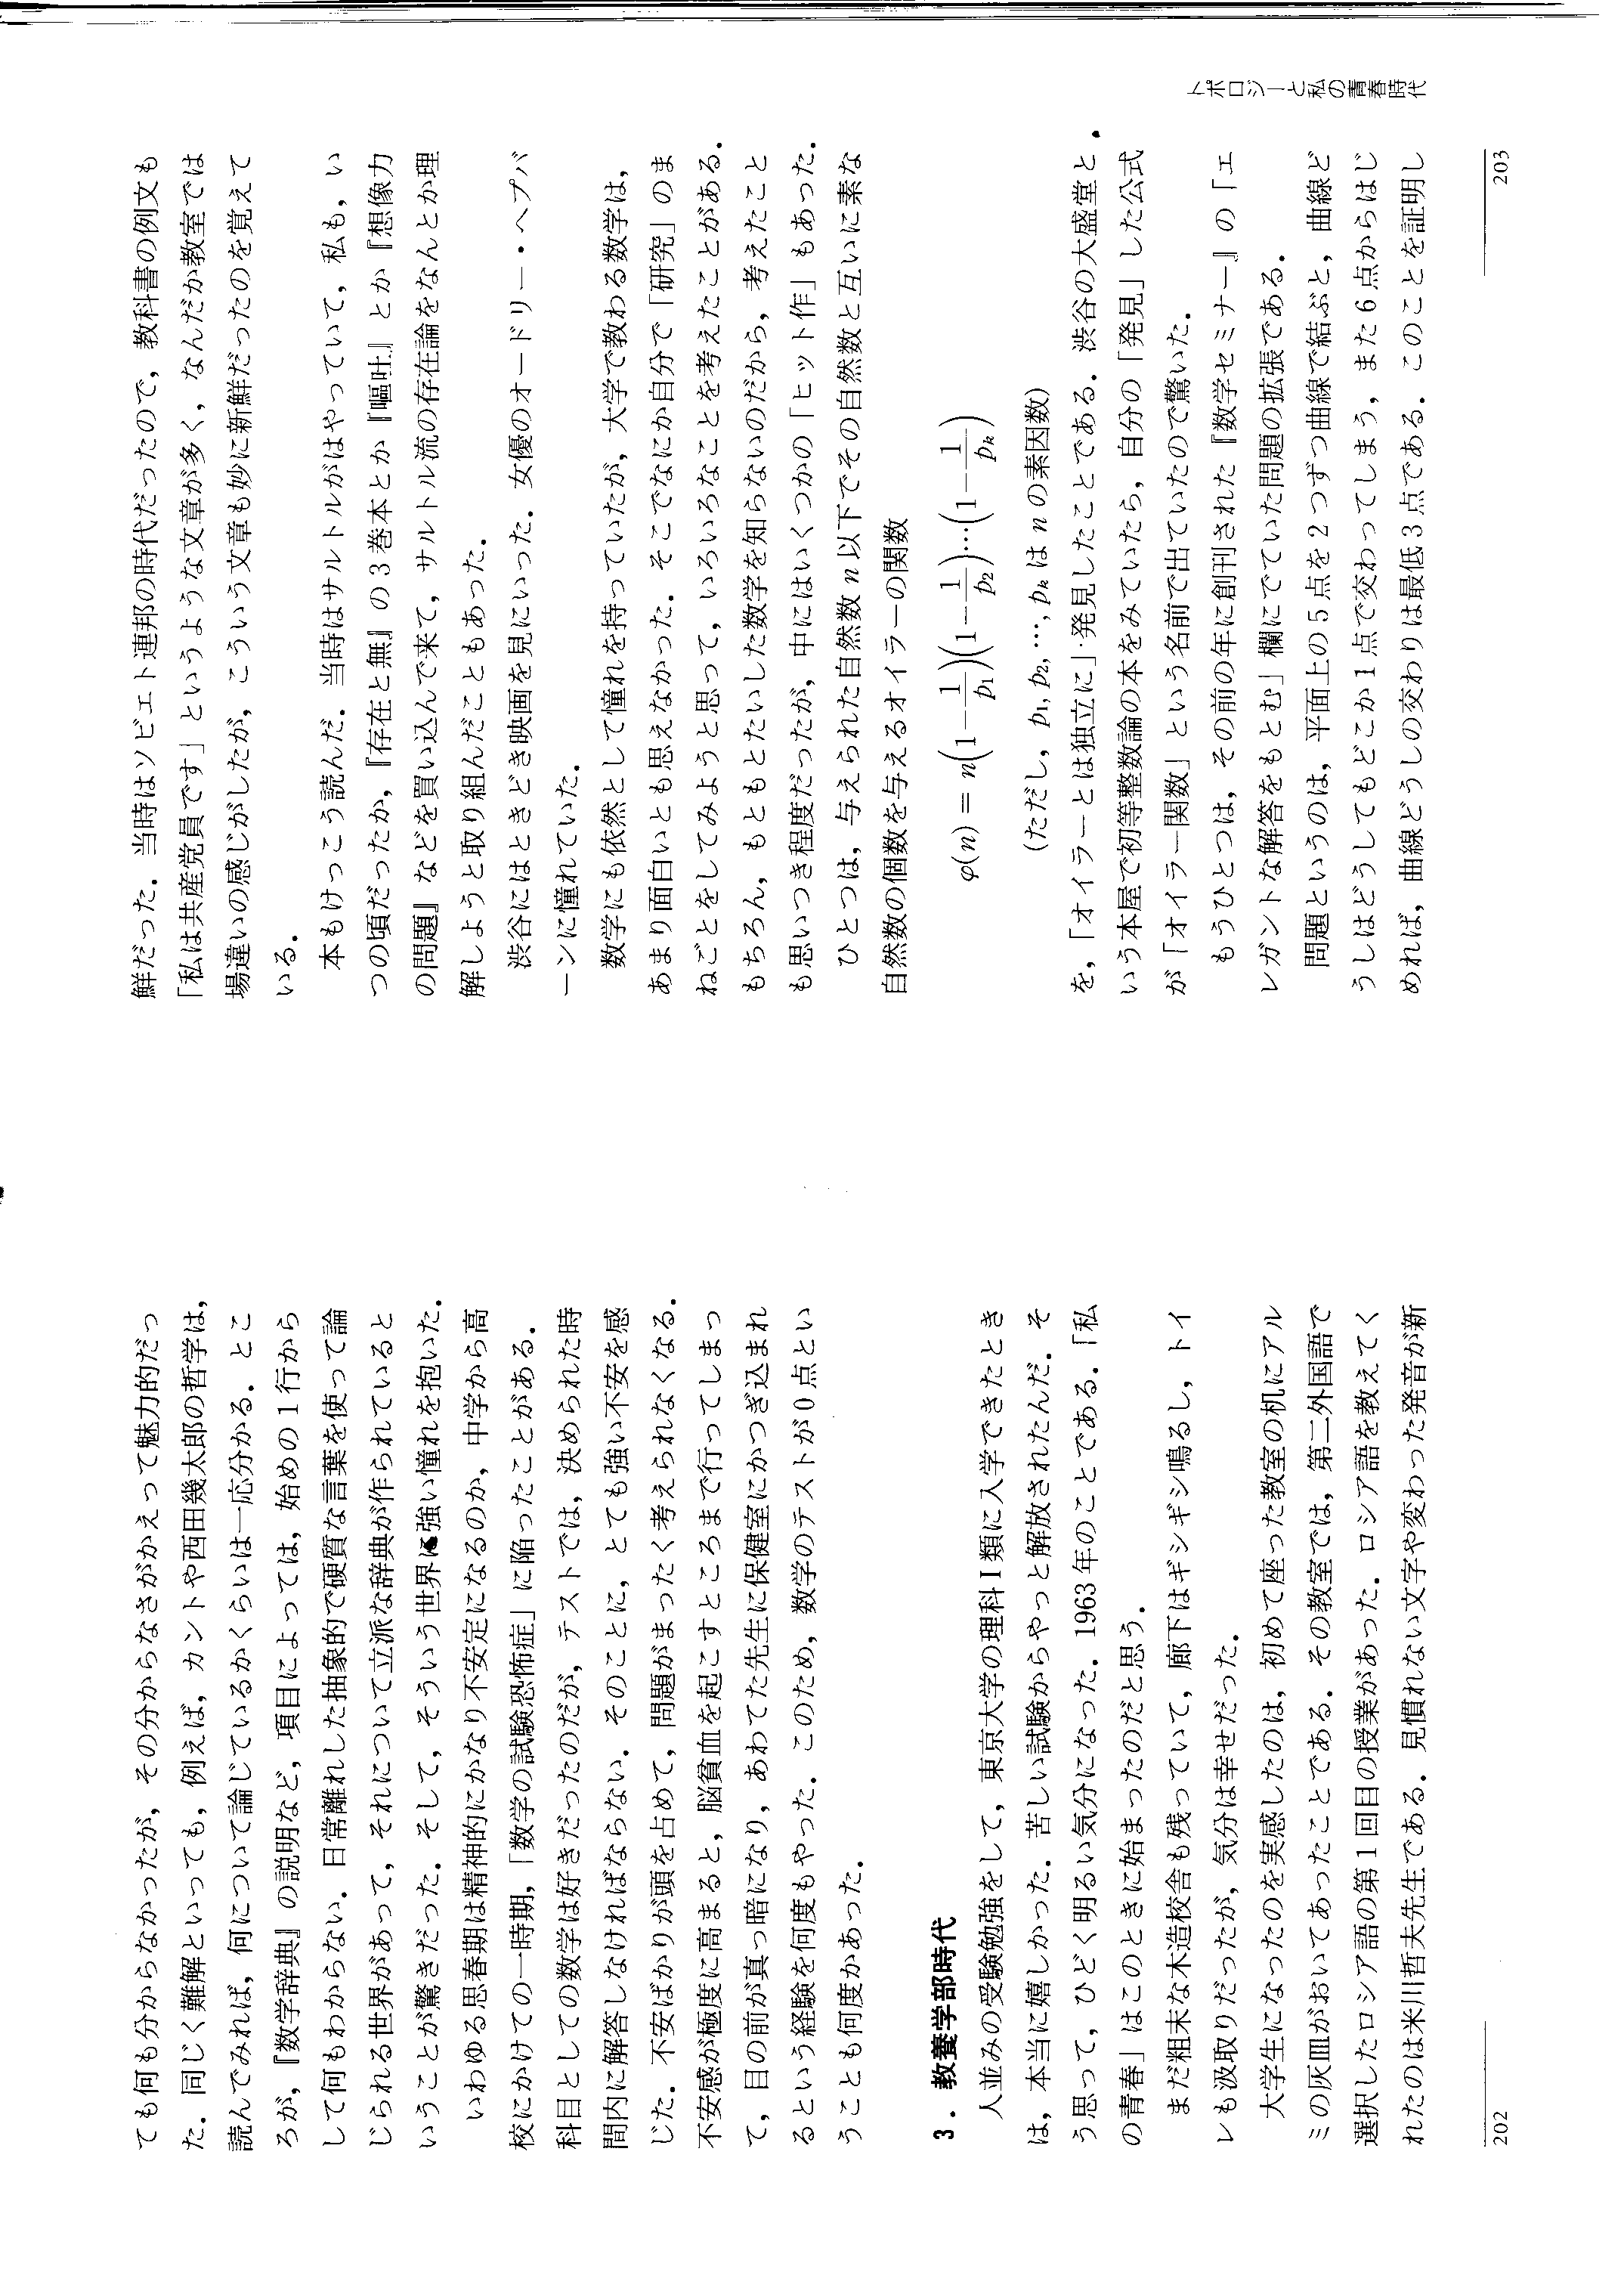 ても何も分からなかったが，その分からなさがかえって魅力的だっ
た．同じく難解といっても，例えば，カントや西田幾太郎の哲学は，
読んでみれば，何について論じているかくらいは一応分かる．とこ
ろが，『数学辞典』の説明など，項目によっては，始めの1行から
して何もわからない．日常離れした抽象的で硬質な言葉を使って論
じられる世界があって，それについて立派な辞典が作られていると
いうことが驚きだった．そして，そういう世界に強い憧れを抱いた．
いわゆる思春期は精神的にかなり不安定になるのか，中学から高
校にかけての一時期，「数学の試験恐怖症」に陥ったことがある．
科目としての数学は好きだったのだが，テストでは，決められた時
間内に解答しなければならない．そのことに，とても強い不安を感
じた．不安ばかりが頭を占めて，問題がまったく考えられなくなる．
不安感が極度に高まると，脳貧血を起こすところまで行ってしまっ
て，目の前が真っ暗になり，あわてた先生に保健室にかつぎ込まれ
るという経験を何度もやった．このため，数学のテストが0点とい
うことも何度かあった．
3．教養学部時代
人並みの受験勉強をして，東京大学の理科I類に入学できたとき
は，本当に嬉しかった．苦しい試験からやっと解放されたんだ．そ
う思って，ひどく明るい気分になった．1963年のことである．「私
の青春」はこのときに始まったのだと思う．
まだ粗末な木造校舎も残っていて，廊下はギシギシ鳴るし，トイ
レも汲取りだったが，気分は幸せだった．
大学生になったのを実感したのは，初めて座った教室の机にアル
ミの灰皿がおいてあったことである．その教室では，第二外国語で
選択したロシア語の第1回目の授業があった．ロシア語を教えてく
れたのは米川哲夫先生である．見慣れない文字や変わった発音が新
202
トポロジーと私の青春時代
鮮だった．当時はソビエト連邦の時代だったので，教科書の例文も
「私は共産党員です」というような文章が多く，なんだか教室では
場違いの感じがしたが，こういう文章も妙に新鮮だったのを覚えて
いる．
本もけっこう読んだ．当時はサルトルがはやっていて，私も，い
つの頃だったか，『存在と無』の3巻本とか『嘔吐』とか『想像力
の問題』などを買い込んで来て，サルトル流の存在論をなんとか理
解しようと取り組んだこともあった．
渋谷にはときどき映画を見にいった．女優のオードリー・ヘプバ
ーンに憧れていた．
数学にも依然として憧れを持っていたが，大学で教わる数学は，
あまり面白いとも思えなかった．そこでなにか自分で「研究」のま
ねごとをしてみようと思って，いろいろなことを考えたことがある．
もちろん，もともとたいした数学を知らないのだから，考えたこと
も思いつき程度だったが，中にはいくつかの「ヒット作」もあった．
ひとつは，与えられた自然数n以下でその自然数と互いに素な
自然数の個数を与えるオイラーの関数
φ(n) = n(1−1/p₁)(1−1/p₂)⋯(1−1/pₖ)
(ただし，p₁, p₂, ⋯, pₖ は n の素因数)
を，「オイラーとは独立に」発見したことである．渋谷の大盛堂と
いう本屋で初等整数論の本をみていたら，自分の「発見」した公式
が「オイラー関数」という名前で出ていたので驚いた．
もうひとつは，その前の年に創刊された『数学セミナー』の「エ
レガントな解答をもとむ」欄にでていた問題の拡張である．
問題というのは，平面上の5点を2つずつ曲線で結ぶと，曲線ど
うしはどうしてもどこか1点で交わってしまう，また6点からはじ
めれば，曲線どうしの交わりは最低3点である．このことを証明し
203